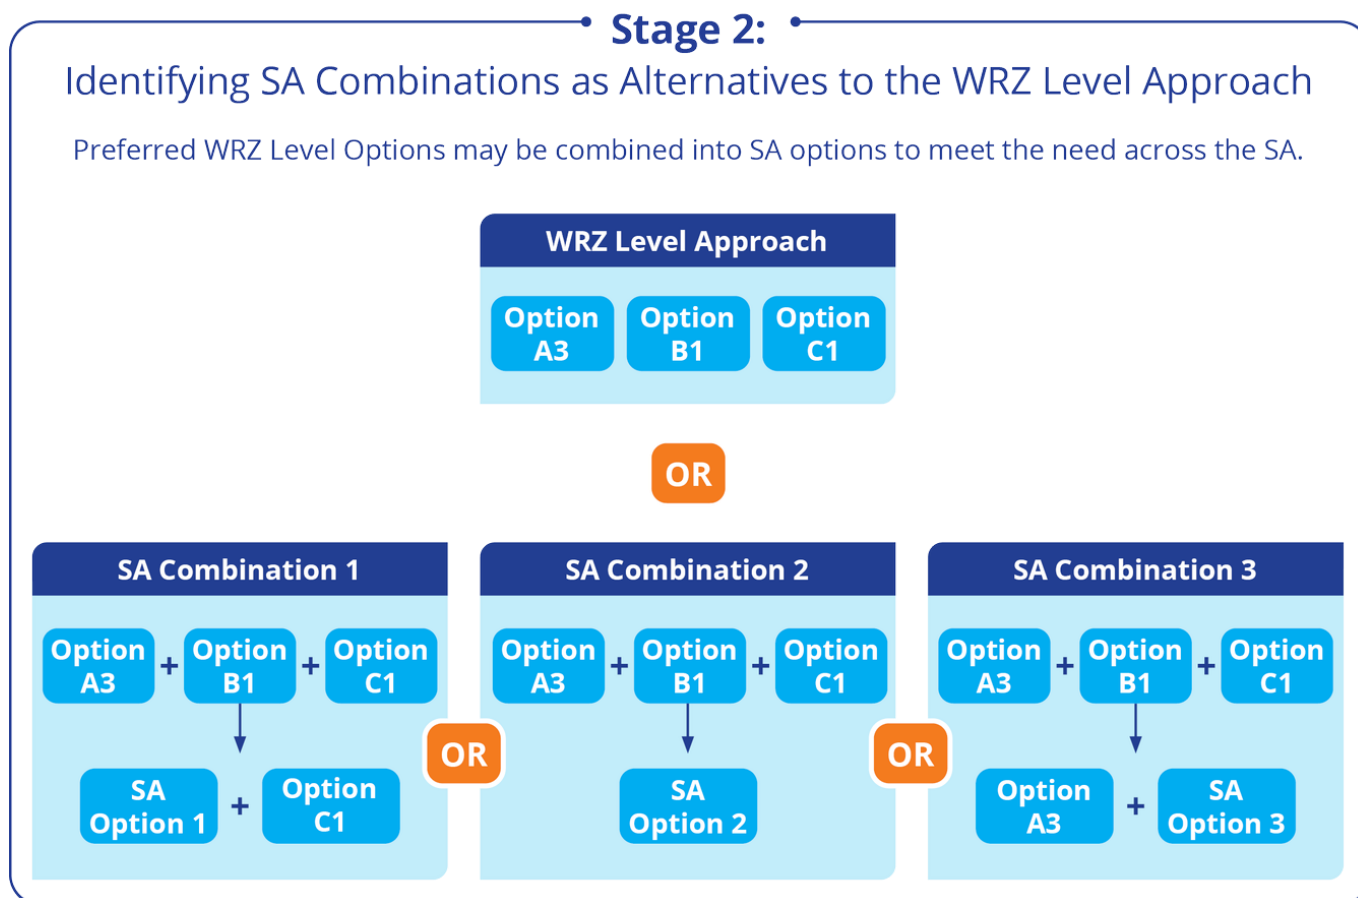 Stage 2:
Identifying SA Combinations as Alternatives to the WRZ Level Approach
Preferred WRZ Level Options may be combined into SA options to meet the need across the SA.
WRZ Level Approach
Option
A3
Option
B1
Option
C1
OR
SA Combination 1
Option
A3
+
Option
B1
+
Option
C1
SA
Option 1
+
Option
C1
OR
SA Combination 2
Option
A3
+
Option
B1
+
Option
C1
SA
Option 2
OR
SA Combination 3
Option
A3
+
Option
B1
+
Option
C1
Option
A3
+
SA
Option 3